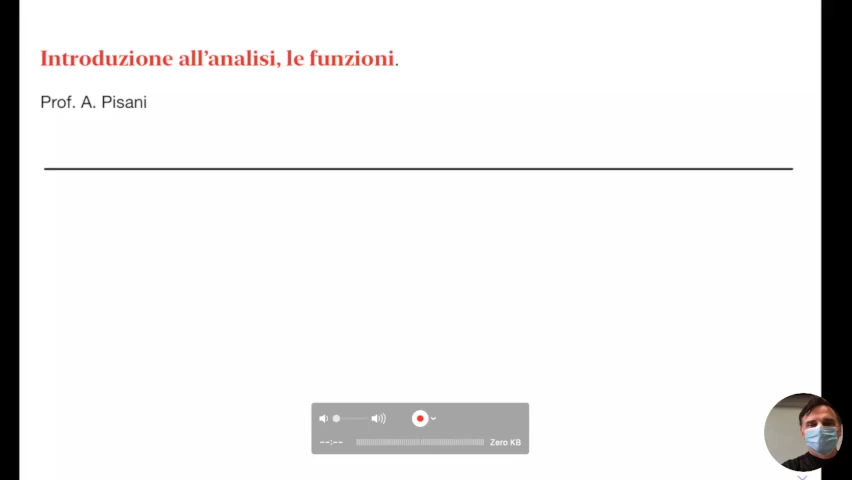 Introduzione all’analisi, le funzioni.
Prof. A. Pisani
--:-- Zero KB